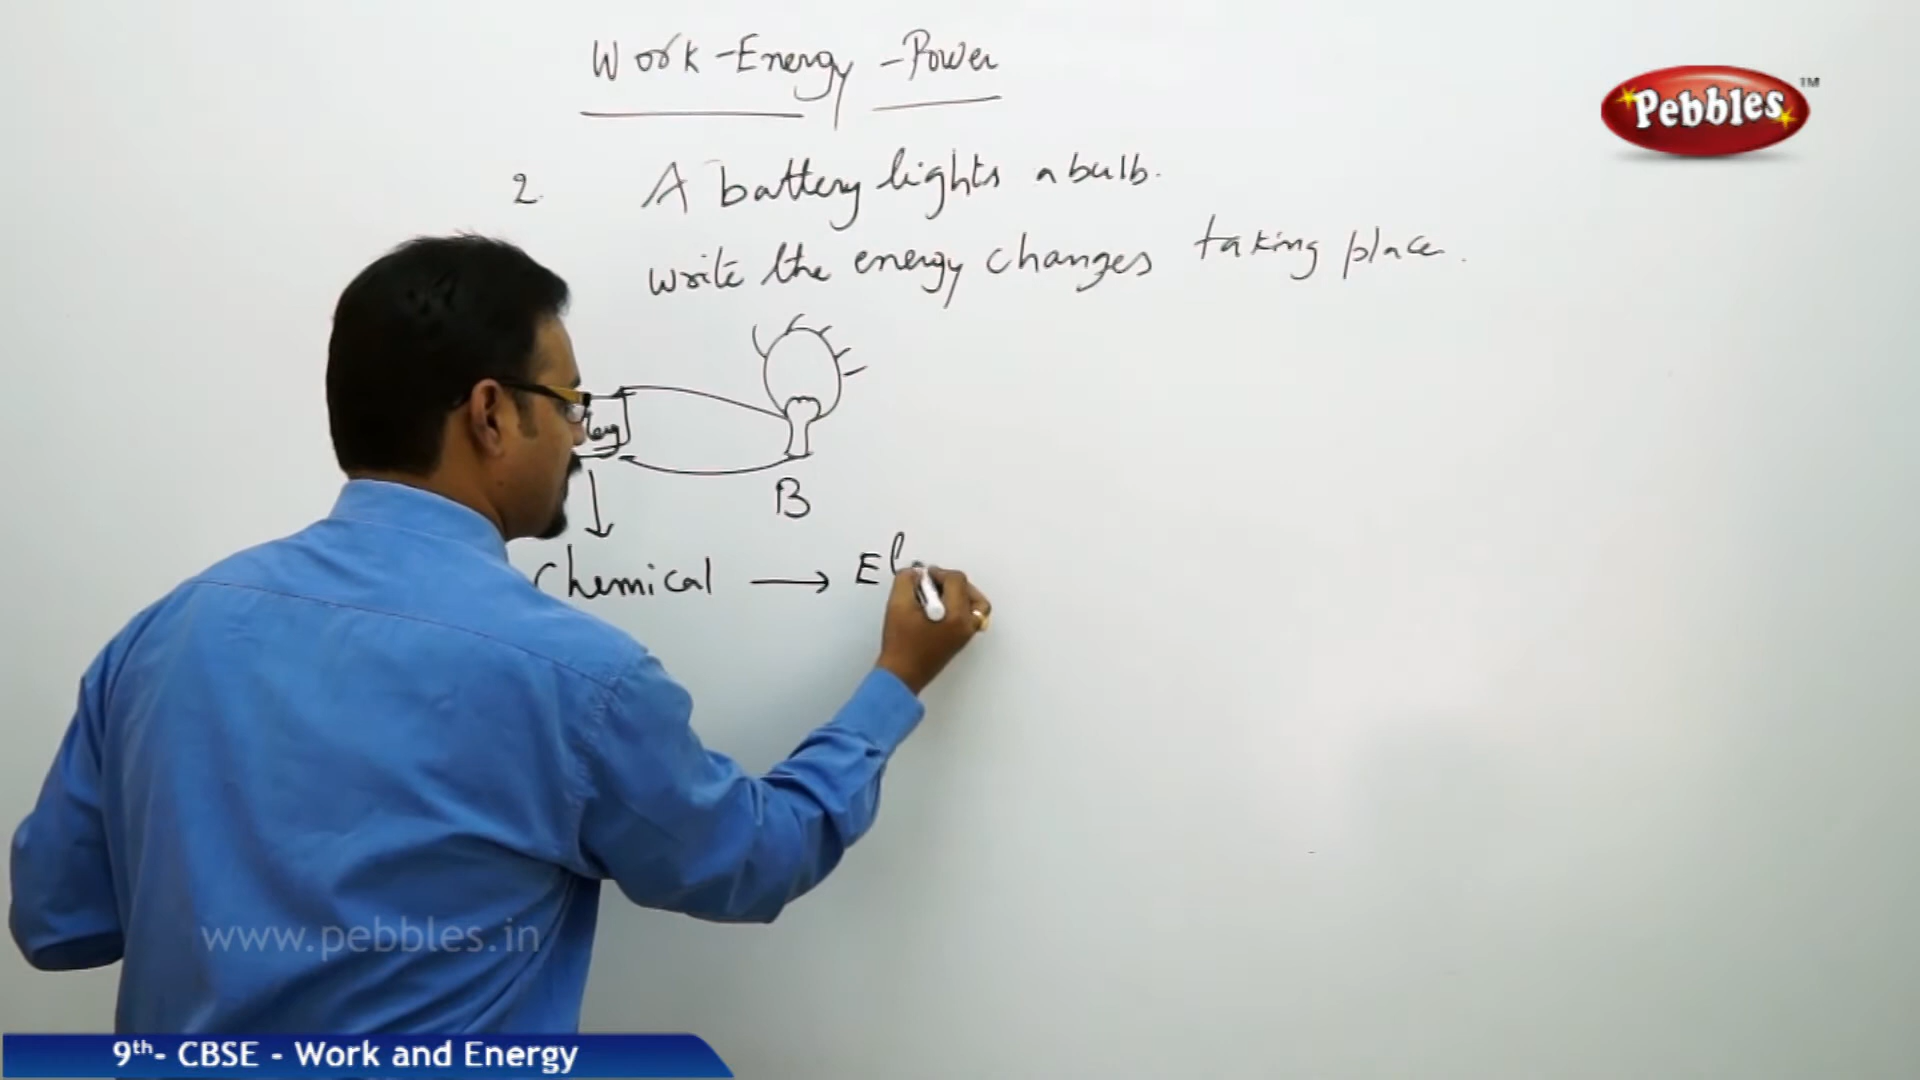 Work-Energy-Power
Pebbles™
2. A battery lights a bulb.
write the energy changes taking place.
B
Chemical → El
www.pebbles.in
9th- CBSE - Work and Energy